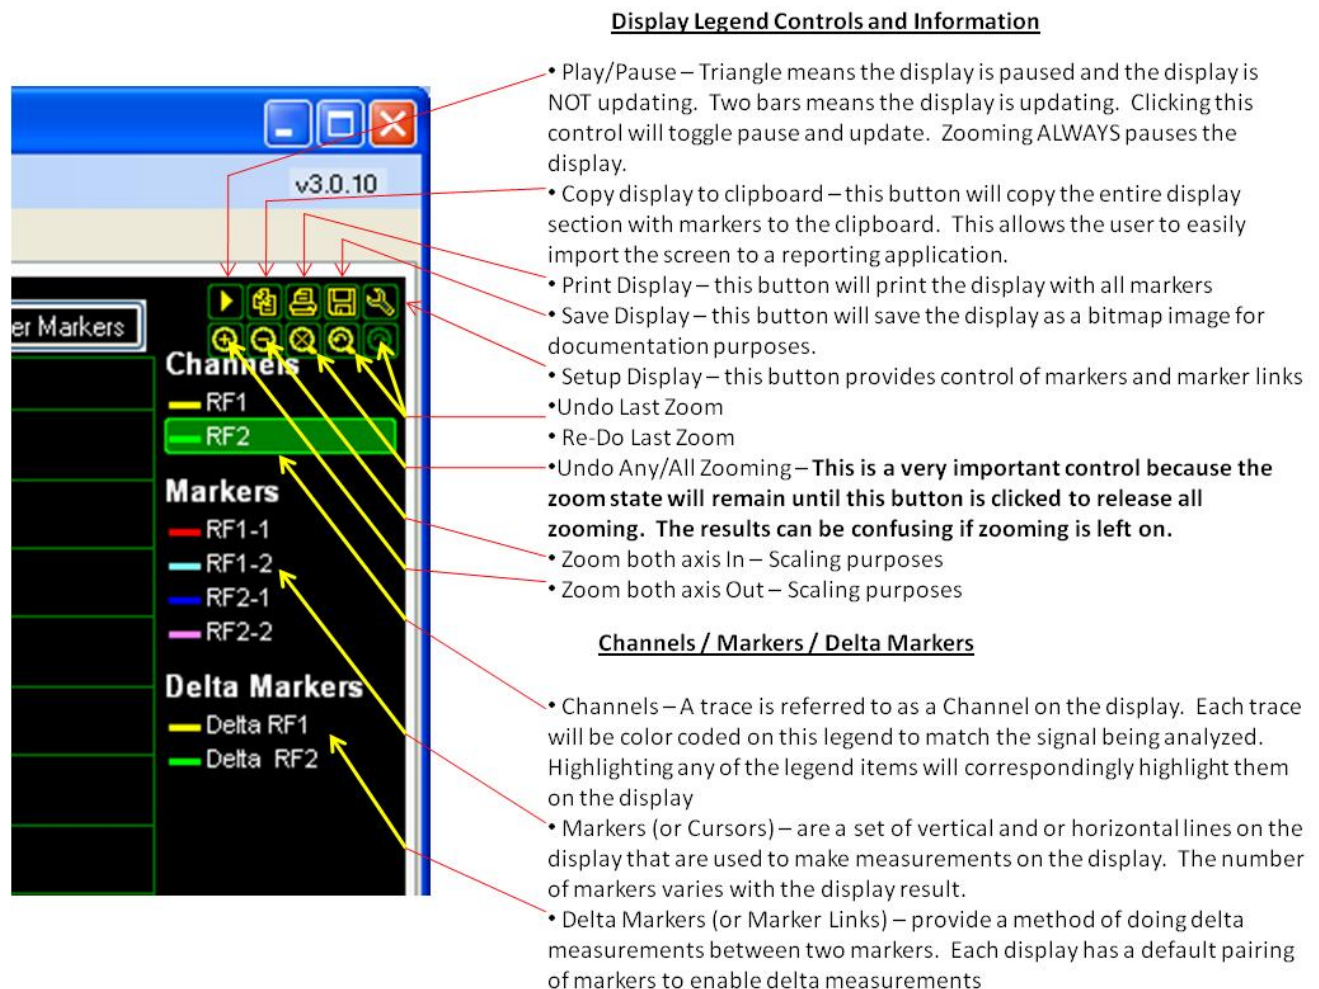 Display Legend Controls and Information
• Play/Pause – Triangle means the display is paused and the display is
NOT updating.  Two bars means the display is updating.  Clicking this
control will toggle pause and update.  Zooming ALWAYS pauses the
display.
• Copy display to clipboard – this button will copy the entire display
section with markers to the clipboard.  This allows the user to easily
import the screen to a reporting application.
• Print Display – this button will print the display with all markers
• Save Display – this button will save the display as a bitmap image for
documentation purposes.
• Setup Display – this button provides control of markers and marker links
•Undo Last Zoom
• Re-Do Last Zoom
•Undo Any/All Zooming – This is a very important control because the
zoom state will remain until this button is clicked to release all
zooming.  The results can be confusing if zooming is left on.
• Zoom both axis In – Scaling purposes
• Zoom both axis Out – Scaling purposes
Channels / Markers / Delta Markers
• Channels – A trace is referred to as a Channel on the display.  Each trace
will be color coded on this legend to match the signal being analyzed.
Highlighting any of the legend items will correspondingly highlight them
on the display
• Markers (or Cursors) – are a set of vertical and or horizontal lines on the
display that are used to make measurements on the display.  The number
of markers varies with the display result.
• Delta Markers (or Marker Links) – provide a method of doing delta
measurements between two markers.  Each display has a default pairing
of markers to enable delta measurements
v3.0.10
er Markers
Channels
RF1
RF2
Markers
RF1-1
RF1-2
RF2-1
RF2-2
Delta Markers
Delta RF1
Delta  RF2